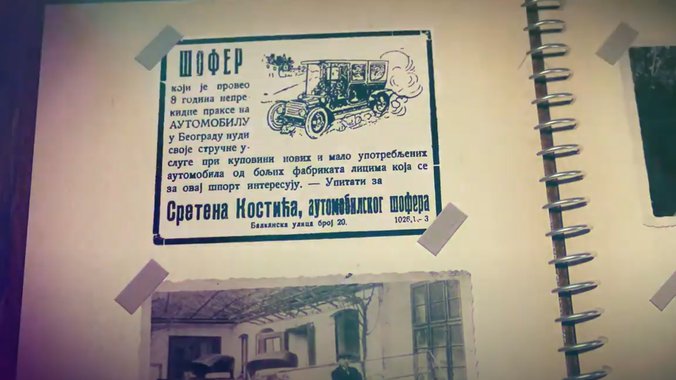 ШОФЕР
који је провео
8 година непре-
кидне праксе на
АУТОМОБИЛУ
у Београду нуди
своје стручне у-
слуге при куповини нових и мало употребљених
аутомобила од бољих фабриката лицима која се
за овај шпорт интересују. — Упитати за
Сретена Костића, аутомобилског шофера
Балканска улица број 20. 1026,1—3